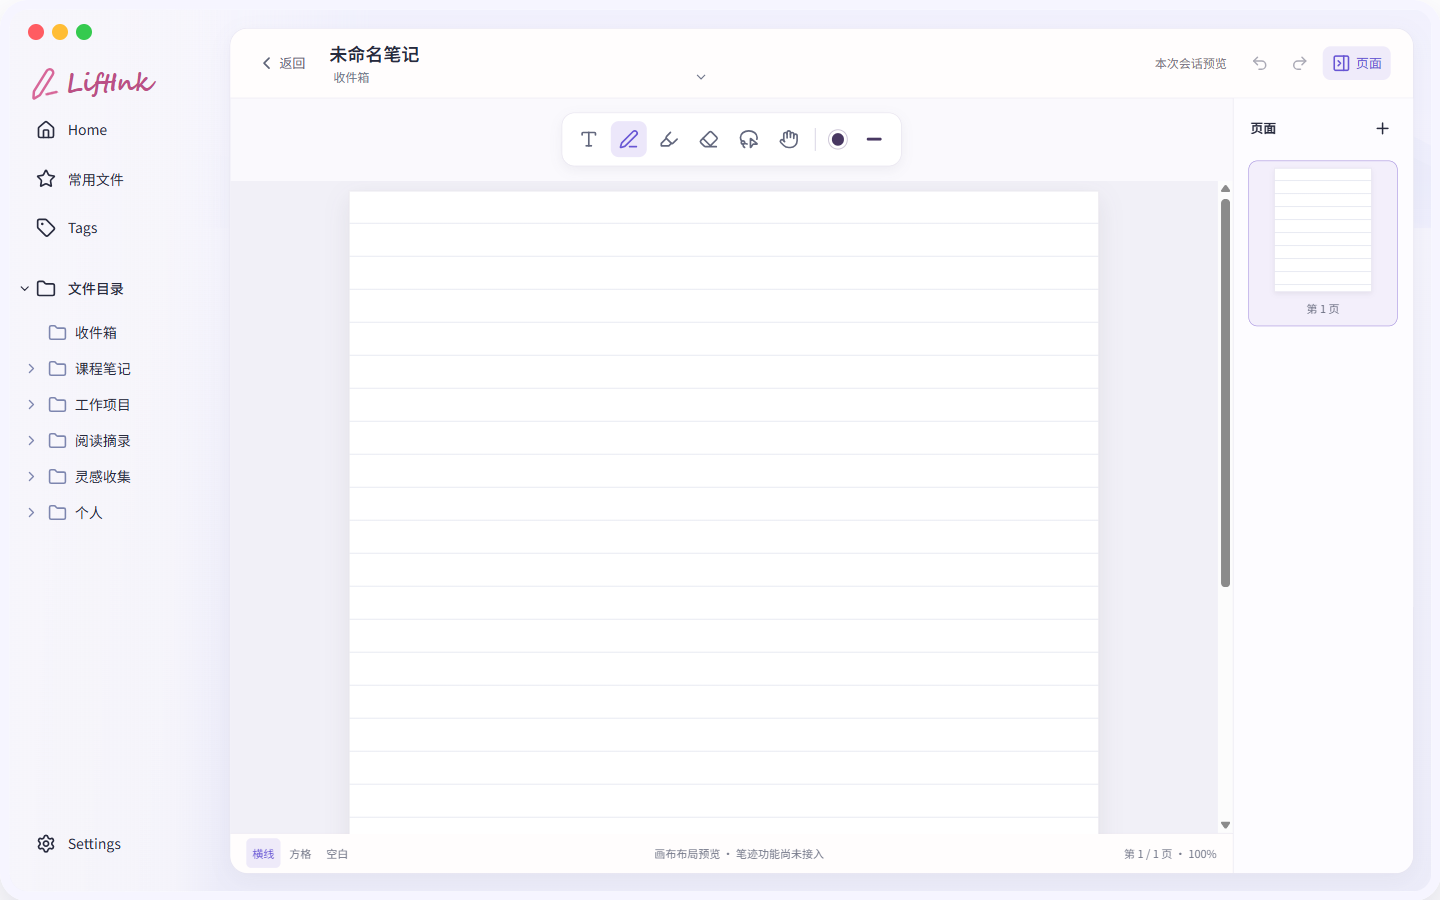 LiftInk
Home
常用文件
Tags
文件目录
收件箱
课程笔记
工作项目
阅读摘录
灵感收集
个人
Settings
返回
未命名笔记
收件箱
本次会话预览
页面
页面
第 1 页
横线 方格 空白
画布布局预览 · 笔迹功能尚未接入
第 1 / 1 页 · 100%